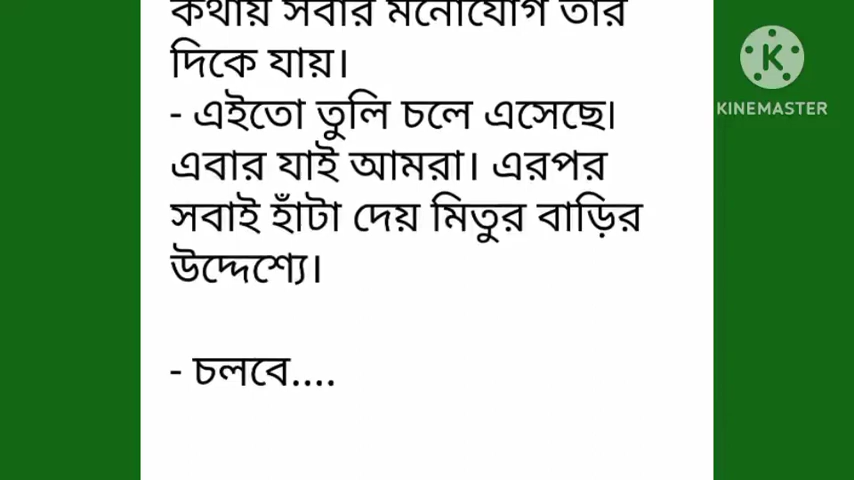 কথায় সবার মনোযোগ তার
দিকে যায়।
- এইতো তুলি চলে এসেছে।
এবার যাই আমরা। এরপর
সবাই হাঁটা দেয় মিতুর বাড়ির
উদ্দেশ্যে।
- চলবে....
KINEMASTER